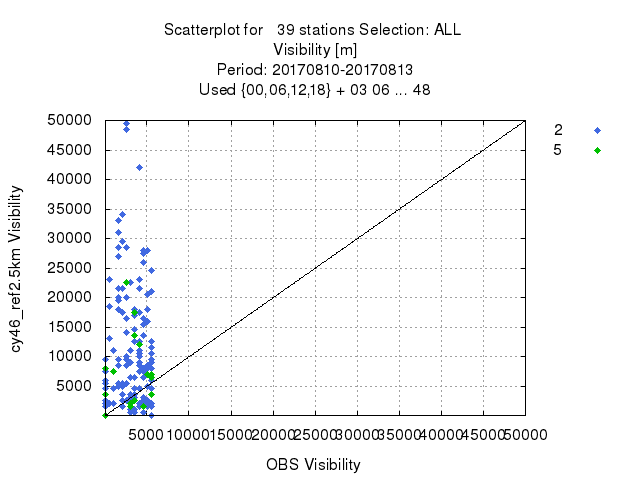 Scatterplot for 39 stations Selection: ALL
Visibility [m]
Period: 20170810-20170813
Used {00,06,12,18} + 03 06 ... 48
50000
45000
40000
35000
30000
25000
20000
15000
10000
5000
cy46_ref2.5km Visibility
2
5
5000 10000 15000 20000 25000 30000 35000 40000 45000 50000
OBS Visibility